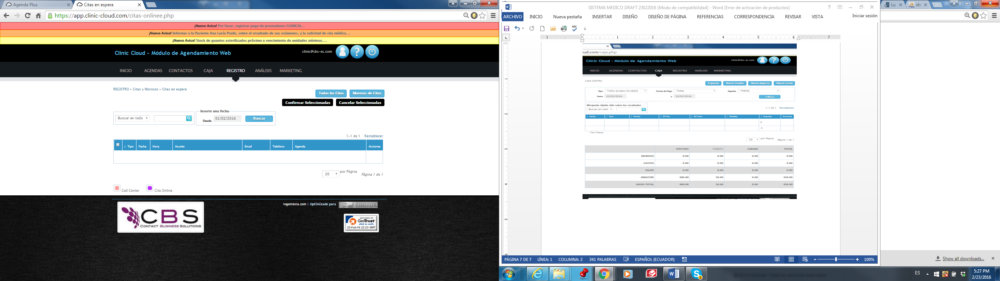 Agenda Plus
Citas en espera
https://app.clinic-cloud.com/citas-onlinee.php
¡Nuevo Aviso! Por favor, registrar pago de proveedores CLINICAL...
¡Nuevo Aviso! Informar a la Paciente Ana Lucía Prado, sobre el resultado de sus exámenes, y la solicitud de cita médica....
¡Nuevo Aviso! Stock de guantes esterilizados próximo a vencimiento de unidades mínimas....
Clinic Cloud - Módulo de Agendamiento Web
clinic@cbs-ec.com
INICIO AGENDAS CONTACTOS CAJA REGISTRO ANÁLISIS MARKETING
REGISTRO » Citas y Morosos » Citas en espera
Todas las Citas Morosos de Citas
Confirmar Seleccionadas Cancelar Seleccionadas
Inserte una fecha
Buscar en todo
Desde 01/02/2016 Buscar
1-1 de 1 Restablecer
Tipo Fecha Hora Asunto Email Telefono Agenda Acciones
20 por Página Página 1 de 1
Call Center Cita Online
ingeniesia.com | Optimizado para FIREFOX
CBS
CONTACT BUSINESS SOLUTIONS
SECURED BY
GeoTrust
click to verify
23-Feb-16 22:23 GMT
SISTEMA MEDICO DRAFT 23022016 [Modo de compatibilidad] - Word (Error de activación de productos)
ARCHIVO INICIO Nueva pestaña INSERTAR DISEÑO DISEÑO DE PÁGINA REFERENCIAS CORRESPONDENCIA REVISAR VISTA Iniciar sesión
ABC
1 1 2 3 4 5 6 7
1
2
3
4
5
6
oud.com/caja.php
Clinic Cloud - Módulo de Agendamiento Web
clinic@cbs-ec.com
INICIO AGENDAS CONTACTOS CAJA REGISTRO ANÁLISIS MARKETING
CAJA CENTRO
Exportar Nuevo Cuadre Nuevo Ingreso Nuevo Gasto
Tipo Todos excepto Anulados Forma de Pago Todas Agenda TODAS
Entre 23/02/2016 y 23/02/2016 Filtrar
Búsqueda rápida sólo sobre los resultados
Buscar en todo
1-1 de 1 Restablecer
Fecha Tipo Forma Nº Fac. Nº Com. Detalles Importe Acciones
0
0
* Tipo Cheque
20 por Página Página 1 de 1
EFECTIVO TARJETA CHEQUE TOTAL
INGRESOS 0.00 0.00 0.00 0.00
GASTOS 0.00 0.00 0.00 0.00
SALDO 0.00 0.00 0.00 0.00
ARRASTRE 400.00 50.00 0.00 450.00
SALDO TOTAL 400.00 50.00 0.00 450.00
PÁGINA 7 DE 7 LÍNEA: 1 COLUMNA: 2 341 PALABRAS ESPAÑOL (ECUADOR) 100%
Lu
PMA sti
Show all downloads...
2
ES
5:27 PM
2/23/2016